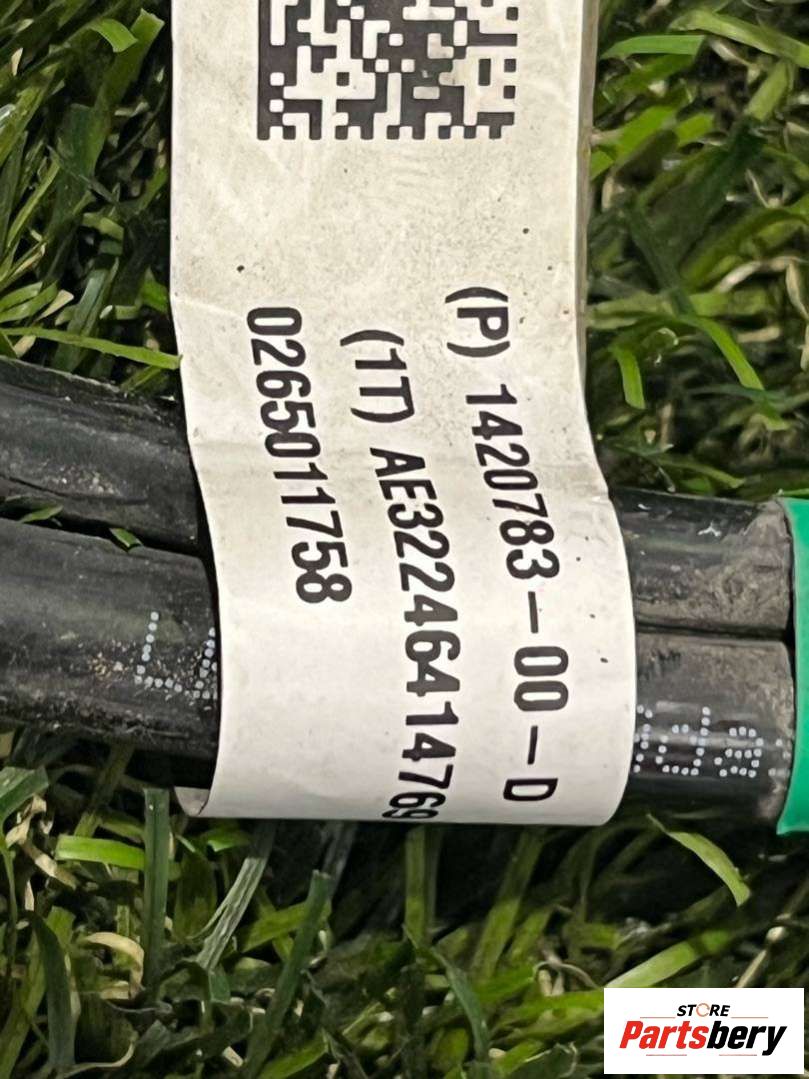 (P) 1420783-00-D
(1T) AE32246414769
0265011758
STORE
Partsbery